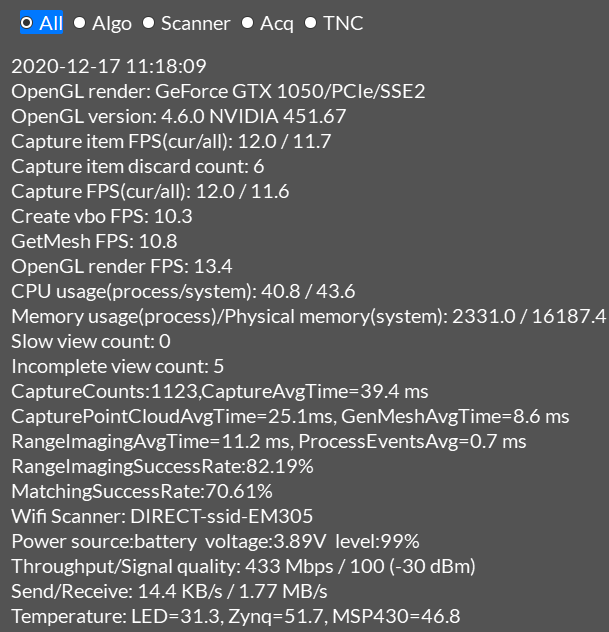 All Algo Scanner Acq TNC
2020-12-17 11:18:09
OpenGL render: GeForce GTX 1050/PCIe/SSE2
OpenGL version: 4.6.0 NVIDIA 451.67
Capture item FPS(cur/all): 12.0 / 11.7
Capture item discard count: 6
Capture FPS(cur/all): 12.0 / 11.6
Create vbo FPS: 10.3
GetMesh FPS: 10.8
OpenGL render FPS: 13.4
CPU usage(process/system): 40.8 / 43.6
Memory usage(process)/Physical memory(system): 2331.0 / 16187.4
Slow view count: 0
Incomplete view count: 5
CaptureCounts:1123,CaptureAvgTime=39.4 ms
CapturePointCloudAvgTime=25.1ms, GenMeshAvgTime=8.6 ms
RangeImagingAvgTime=11.2 ms, ProcessEventsAvg=0.7 ms
RangeImagingSuccessRate:82.19%
MatchingSuccessRate:70.61%
Wifi Scanner: DIRECT-ssid-EM305
Power source:battery  voltage:3.89V  level:99%
Throughput/Signal quality: 433 Mbps / 100 (-30 dBm)
Send/Receive: 14.4 KB/s / 1.77 MB/s
Temperature: LED=31.3, Zynq=51.7, MSP430=46.8